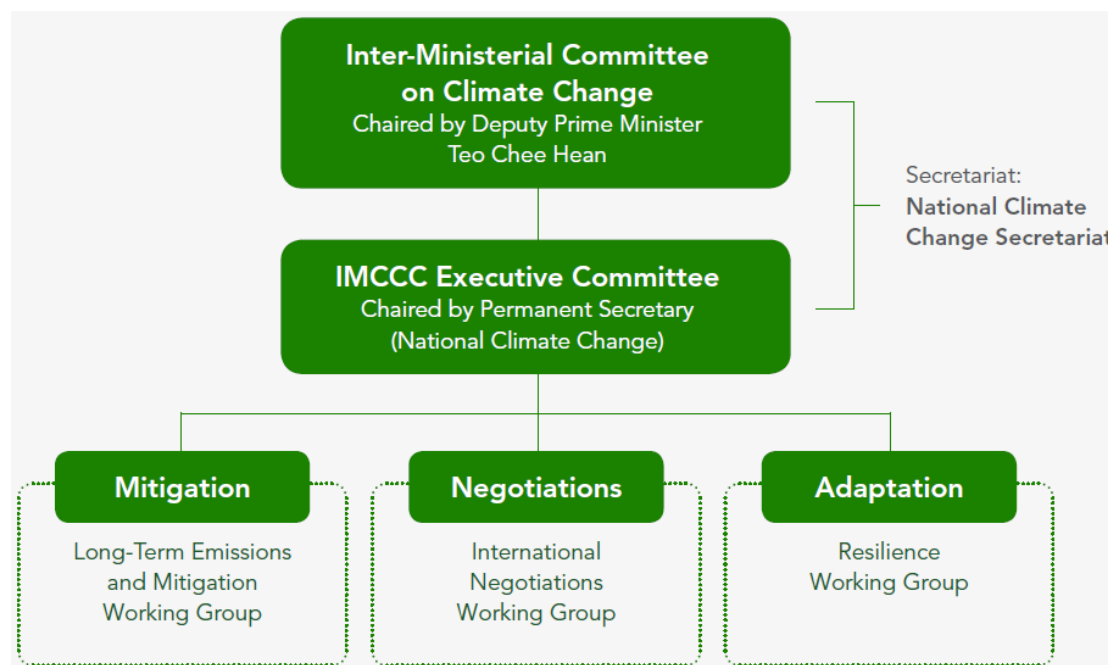 Inter-Ministerial Committee
on Climate Change
Chaired by Deputy Prime Minister
Teo Chee Hean
Secretariat:
National Climate
Change Secretariat
IMCCC Executive Committee
Chaired by Permanent Secretary
(National Climate Change)
Mitigation
Long-Term Emissions
and Mitigation
Working Group
Negotiations
International
Negotiations
Working Group
Adaptation
Resilience
Working Group